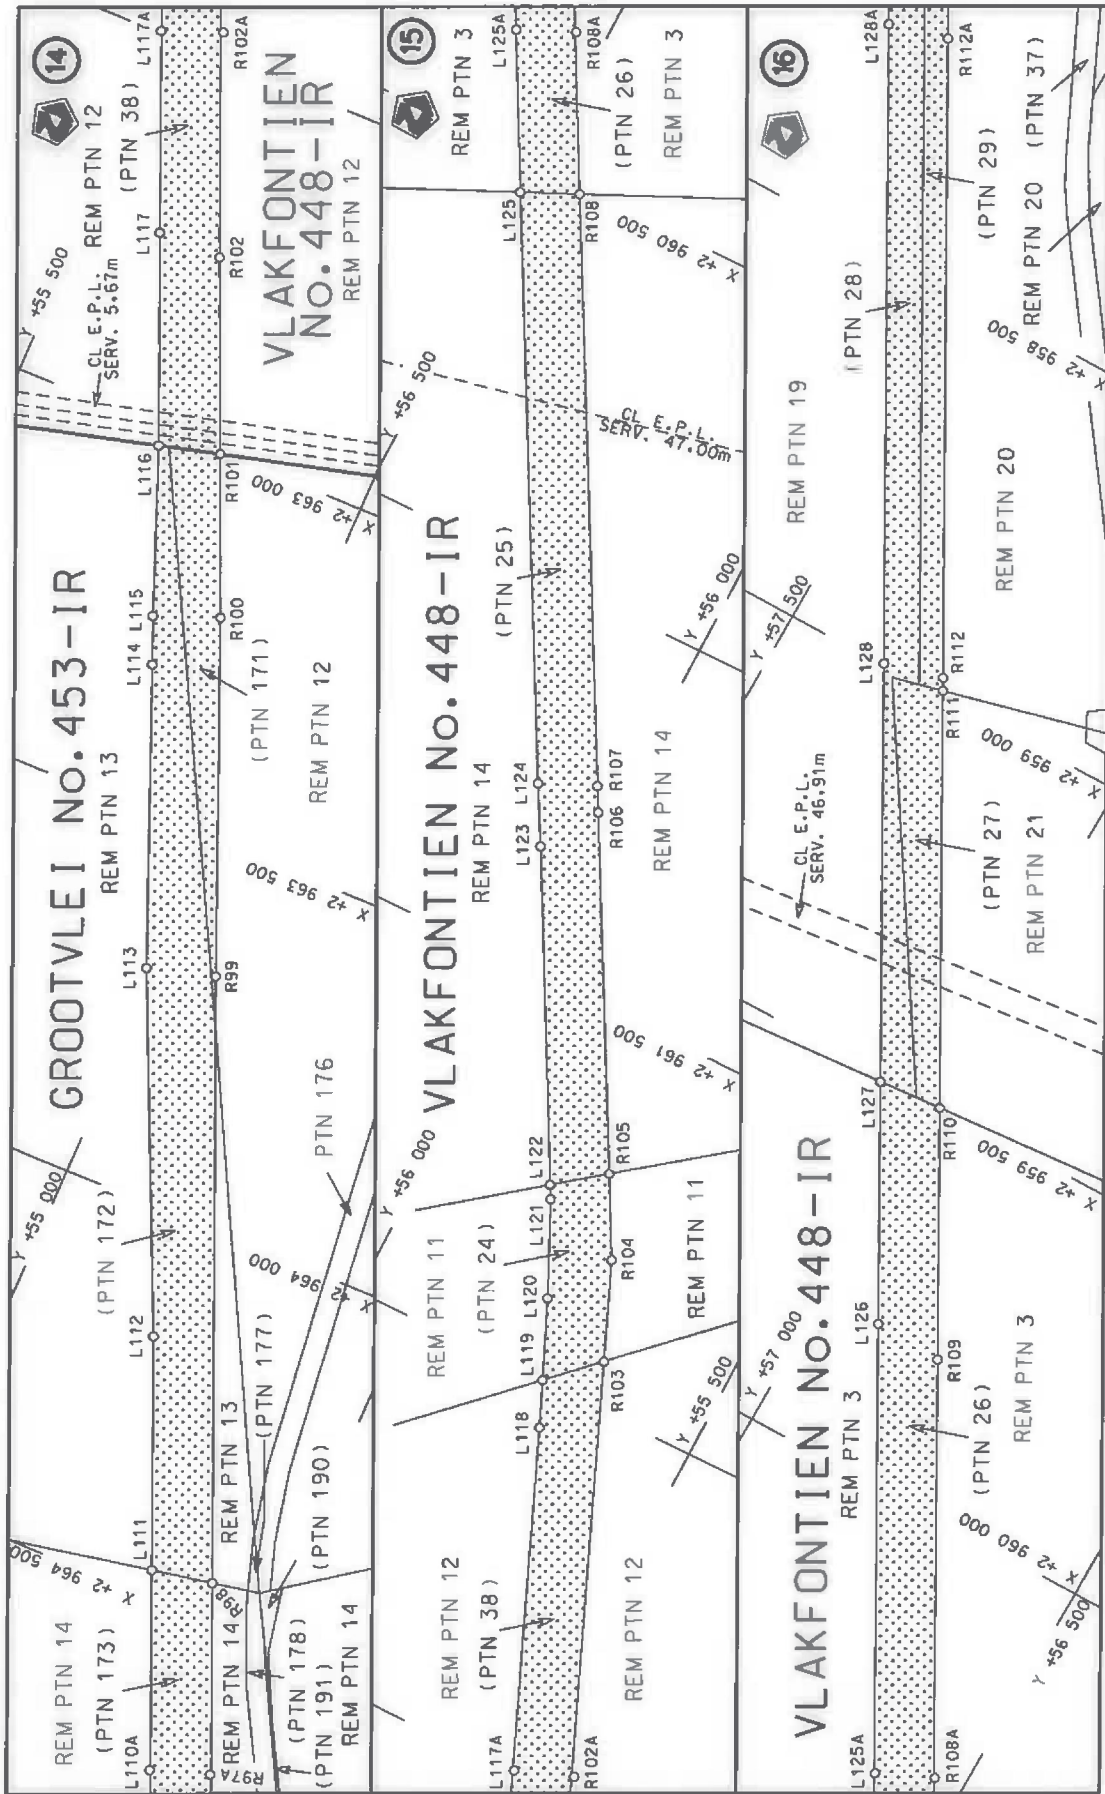 14
GROOTVLEI No.453-IR
REM PTN 13
REM PTN 14
(PTN 173)
L110A
X +2 964 500
L111
L112
(PTN 172)
Y +55 000
L113
L114 L115
L116
CL E.P.L.
SERV. 5.67m
Y +55 500
REM PTN 12
(PTN 38)
L117
L117A
R97A
REM PTN 14
(PTN 178)
(PTN 191)
REM PTN 14
R98
REM PTN 13
(PTN 177)
(PTN 190)
X +2 964 000
PTN 176
R99
X +2 963 500
(PTN 171)
REM PTN 12
R100
X +2 963 000
R101
R102
R102A
VLAKFONTIEN
No.448-IR
REM PTN 12
15
VLAKFONTIEN No.448-IR
REM PTN 14
L117A
REM PTN 12
(PTN 38)
L118
L119
L120
L121
L122
REM PTN 11
(PTN 24)
Y +56 000
L123
L124
(PTN 25)
Y +56 500
CL E.P.L.
SERV. 47.00m
L125
L125A
REM PTN 3
R102A
REM PTN 12
R103
Y +55 500
R104
R105
REM PTN 11
X +2 961 500
R106
R107
REM PTN 14
Y +56 000
R108
X +2 960 500
(PTN 26)
REM PTN 3
R108A
16
VLAKFONTIEN No.448-IR
REM PTN 3
L125A
L126
Y +57 000
L127
CL E.P.L.
SERV. 46.91m
L128
Y +57 500
REM PTN 19
(PTN 28)
L128A
R108A
Y +56 500
X +2 960 000
(PTN 26)
REM PTN 3
R109
R110
X +2 959 500
(PTN 27)
REM PTN 21
R111
R112
X +2 959 000
REM PTN 20
X +2 958 500
(PTN 29)
REM PTN 20
(PTN 37)
R112A